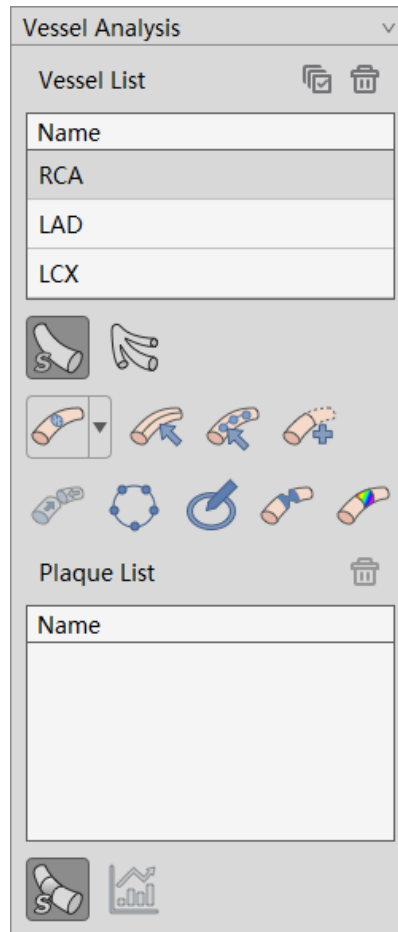 Vessel Analysis
Vessel List
Name
RCA
LAD
LCX
S
Plaque List
Name
S